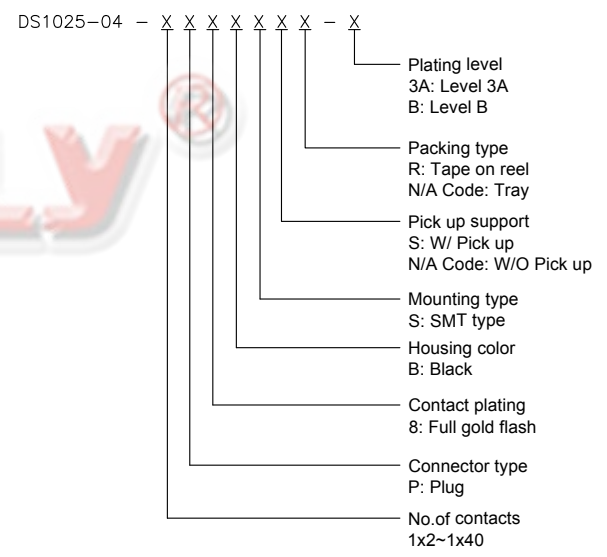 DS1025-04 - X X X X X X X - X
Plating level
3A: Level 3A
B: Level B
Packing type
R: Tape on reel
N/A Code: Tray
Pick up support
S: W/ Pick up
N/A Code: W/O Pick up
Mounting type
S: SMT type
Housing color
B: Black
Contact plating
8: Full gold flash
Connector type
P: Plug
No.of contacts
1x2~1x40
LY®